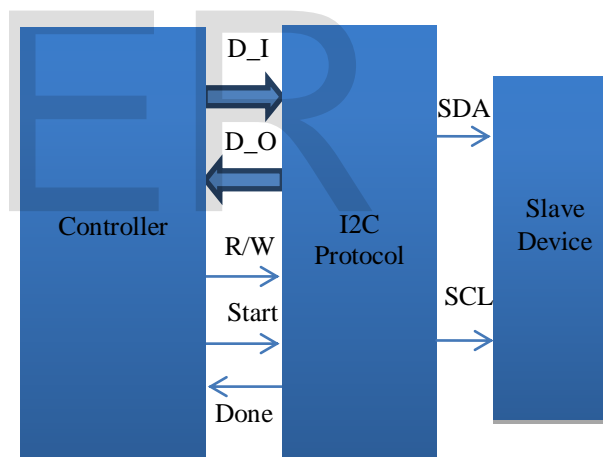 D_I
SDA
D_O
Controller
I2C
Protocol
Slave
Device
R/W
SCL
Start
Done
ER